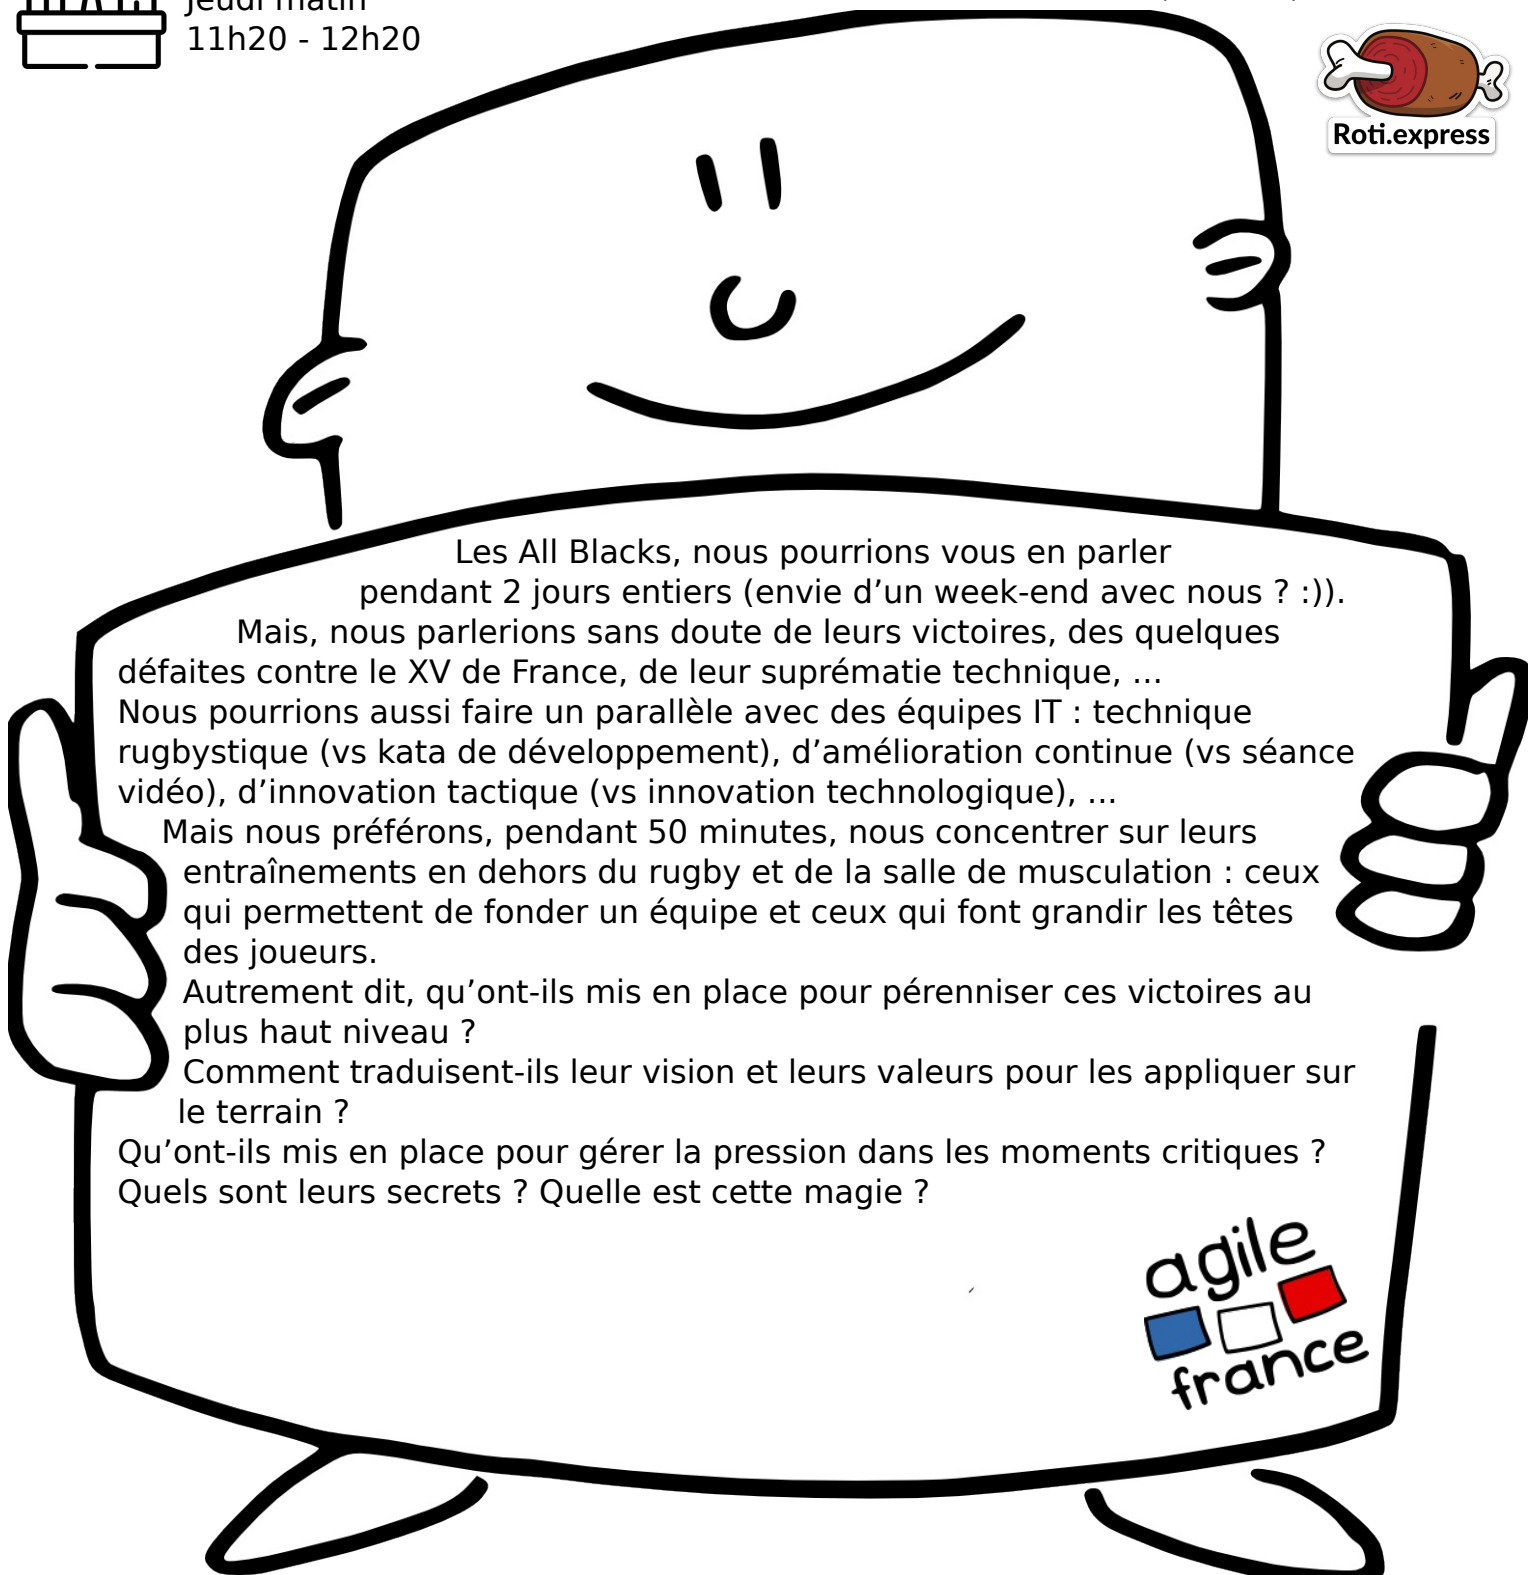 jeudi matin
11h20 - 12h20
Roti.express
Les All Blacks, nous pourrions vous en parler
pendant 2 jours entiers (envie d’un week-end avec nous ? :)).
Mais, nous parlerions sans doute de leurs victoires, des quelques
défaites contre le XV de France, de leur suprématie technique, ...
Nous pourrions aussi faire un parallèle avec des équipes IT : technique
rugbystique (vs kata de développement), d’amélioration continue (vs séance
vidéo), d’innovation tactique (vs innovation technologique), ...
Mais nous préférons, pendant 50 minutes, nous concentrer sur leurs
entraînements en dehors du rugby et de la salle de musculation : ceux
qui permettent de fonder un équipe et ceux qui font grandir les têtes
des joueurs.
Autrement dit, qu’ont-ils mis en place pour pérenniser ces victoires au
plus haut niveau ?
Comment traduisent-ils leur vision et leurs valeurs pour les appliquer sur
le terrain ?
Qu’ont-ils mis en place pour gérer la pression dans les moments critiques ?
Quels sont leurs secrets ? Quelle est cette magie ?
agile
france